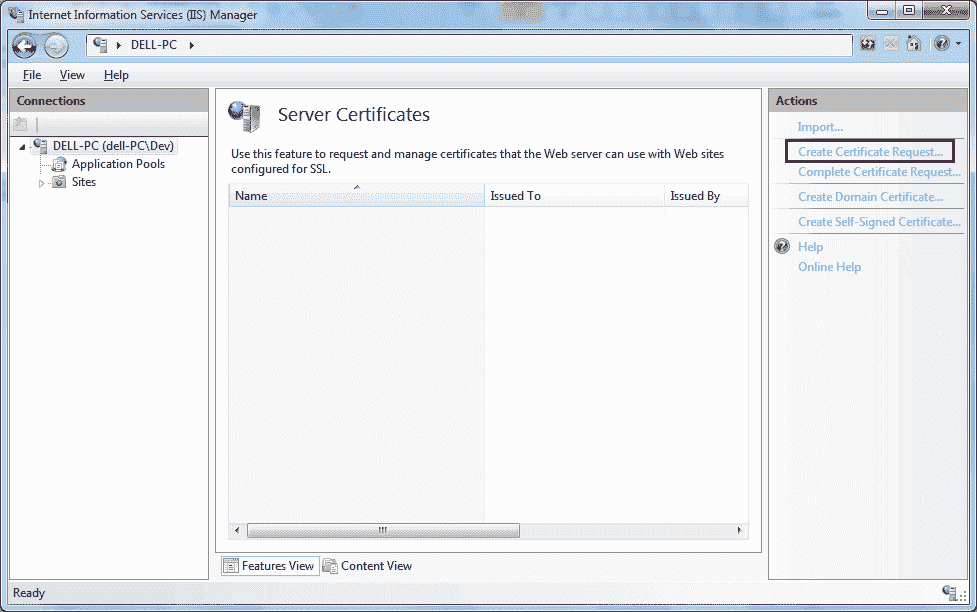 Internet Information Services (IIS) Manager
DELL-PC
File View Help
Connections
DELL-PC (dell-PC\Dev)
Application Pools
Sites
Server Certificates
Use this feature to request and manage certificates that the Web server can use with Web sites
configured for SSL.
Name Issued To Issued By
Features View Content View
Actions
Import...
Create Certificate Request...
Complete Certificate Request...
Create Domain Certificate...
Create Self-Signed Certificate...
Help
Online Help
Ready